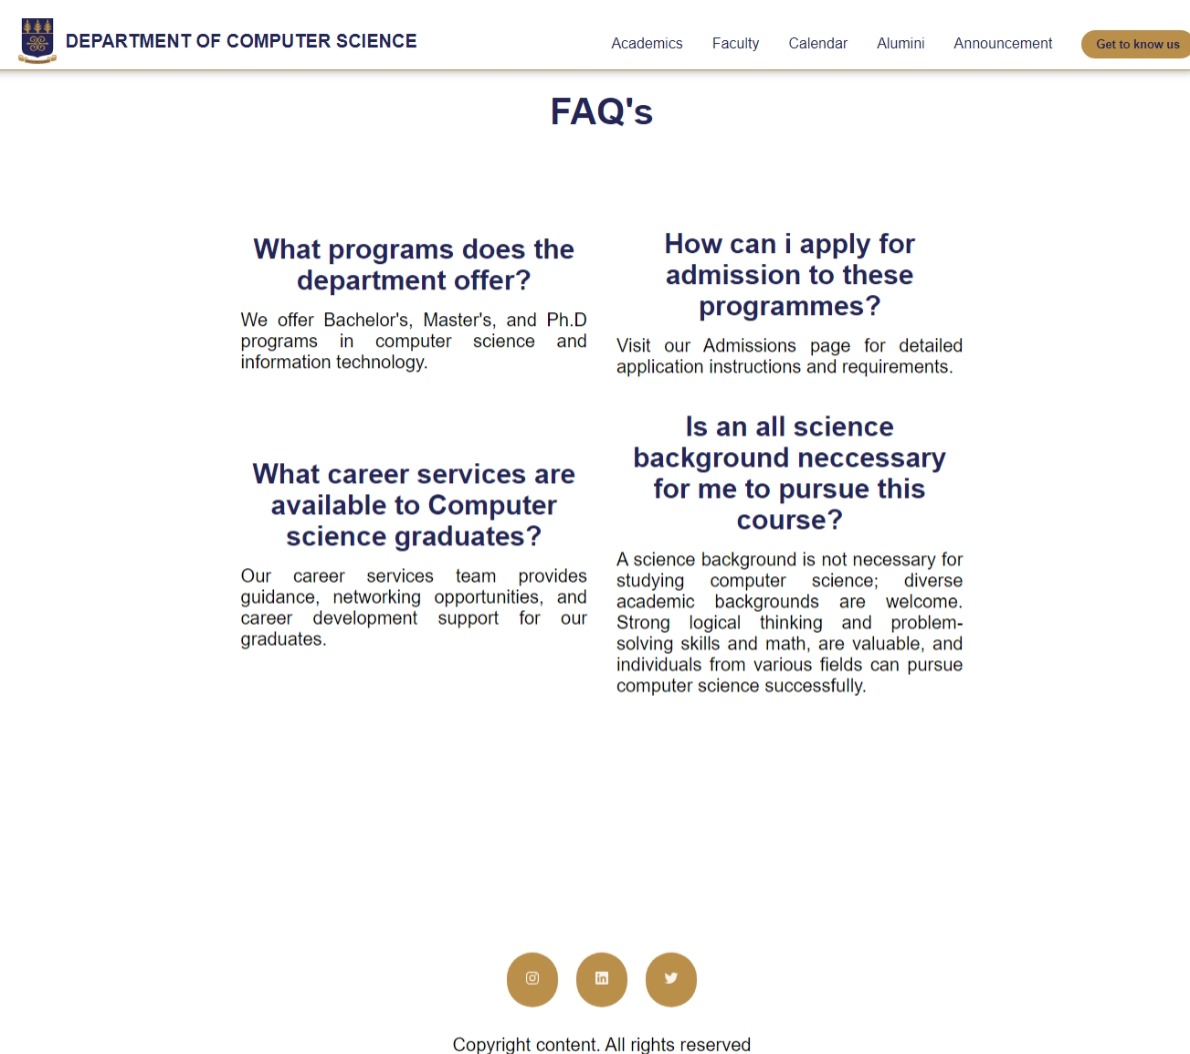 DEPARTMENT OF COMPUTER SCIENCE
Academics
Faculty
Calendar
Alumini
Announcement
Get to know us
FAQ's
What programs does the
department offer?
We offer Bachelor's, Master's, and Ph.D
programs in computer science and
information technology.
How can i apply for
admission to these
programmes?
Visit our Admissions page for detailed
application instructions and requirements.
What career services are
available to Computer
science graduates?
Our career services team provides
guidance, networking opportunities, and
career development support for our
graduates.
Is an all science
background neccessary
for me to pursue this
course?
A science background is not necessary for
studying computer science; diverse
academic backgrounds are welcome.
Strong logical thinking and problem-
solving skills and math, are valuable, and
individuals from various fields can pursue
computer science successfully.
Copyright content. All rights reserved